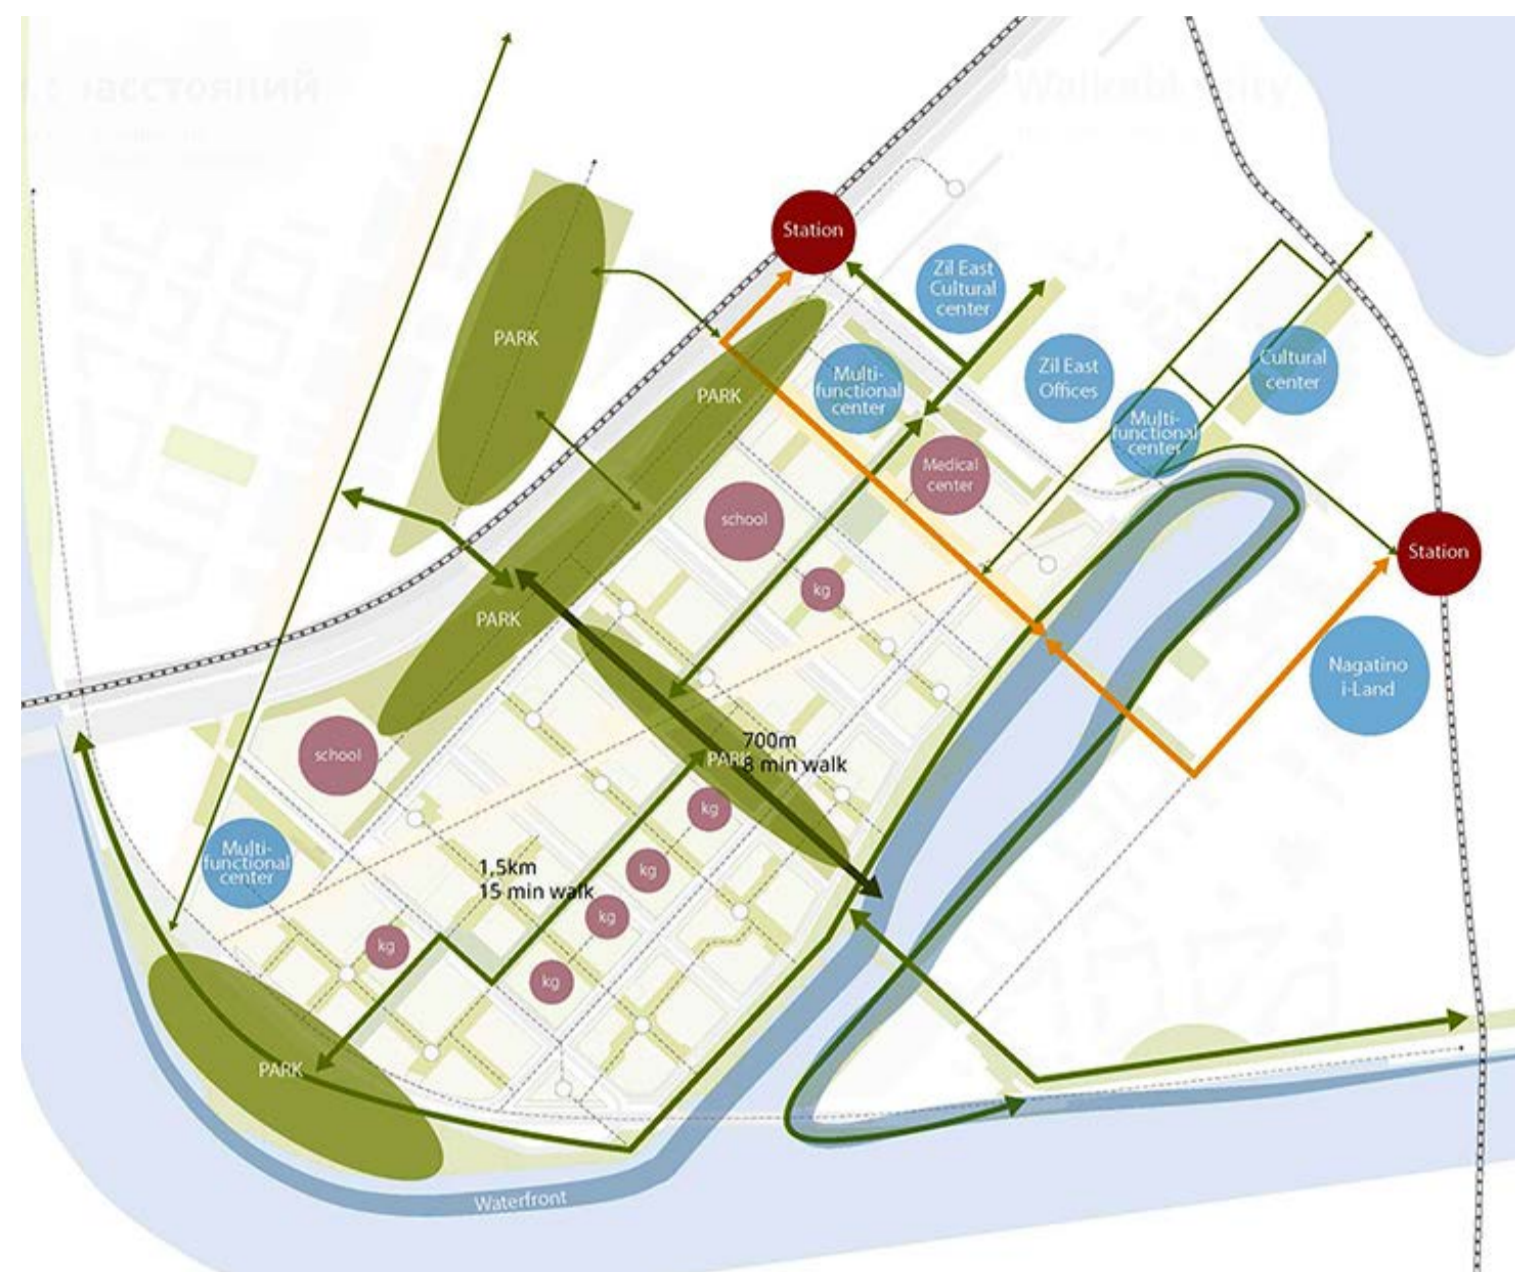 расстояний
Station
Zil East
Cultural
center
PARK
Zil East
Offices
Cultural
center
Multi-
functional
center
PARK
Multi-
functional
center
Medical
center
school
Station
kg
PARK
Nagatino
i-Land
school
700m
PARK
8 min walk
kg
Multi-
functional
center
1,5km
15 min walk
kg
kg
kg
kg
PARK
Waterfront